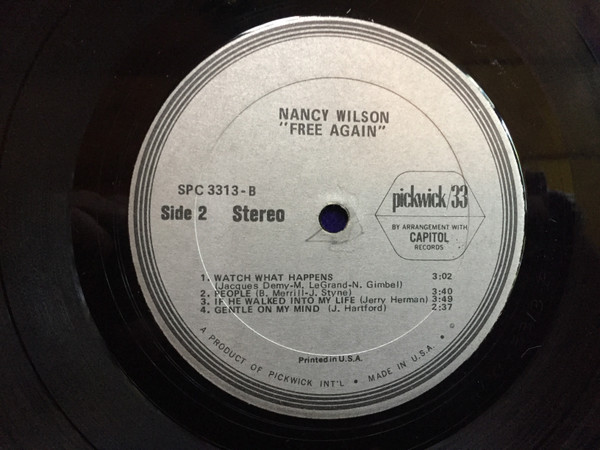 NANCY WILSON
"FREE AGAIN"
SPC 3313-B
Side 2 Stereo
pickwick/33
BY ARRANGEMENT WITH
CAPITOL
RECORDS
1. WATCH WHAT HAPPENS 3:02
(Jacques Demy-M. LeGrand-N. Gimbel)
2. PEOPLE (B. Merrill-J. Styne) 3:40
3. IF HE WALKED INTO MY LIFE (Jerry Herman) 3:49
4. GENTLE ON MY MIND (J. Hartford) 2:37
Printed in U.S.A.
A PRODUCT OF PICKWICK INT'L • MADE IN U.S.A. • ©